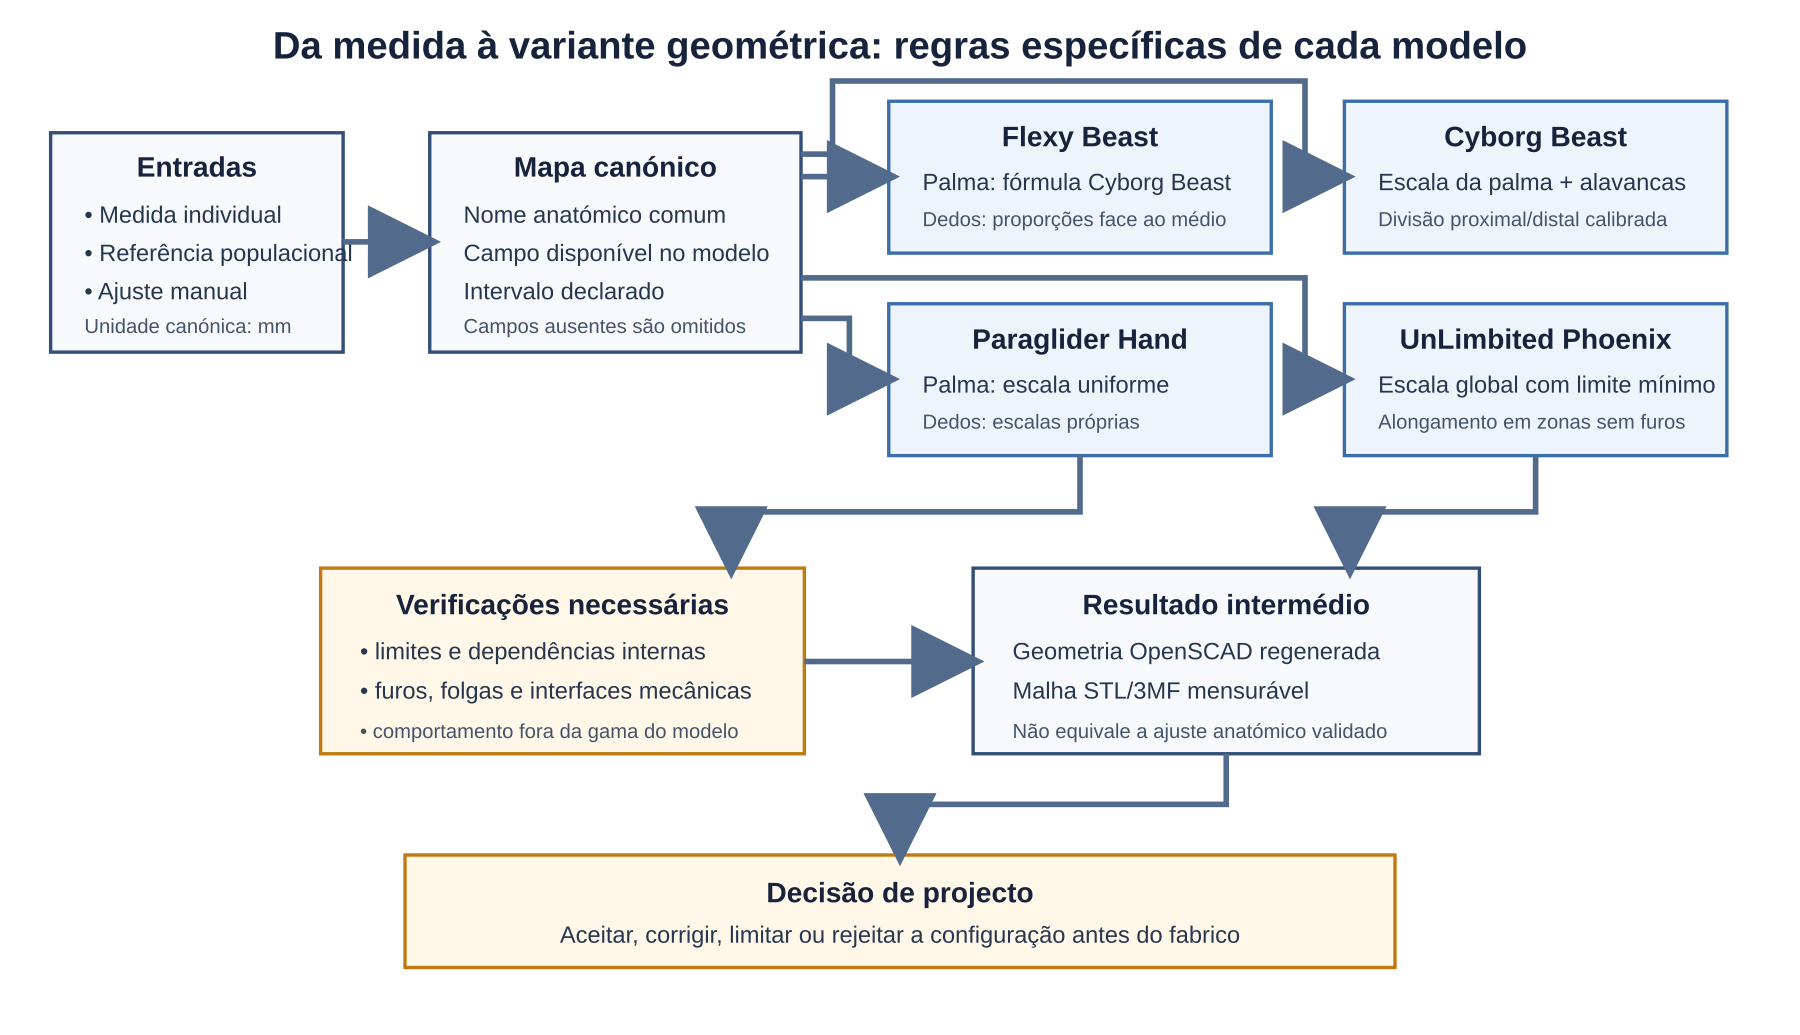 Da medida à variante geométrica: regras específicas de cada modelo
Entradas
• Medida individual
• Referência populacional
• Ajuste manual
Unidade canónica: mm
Mapa canónico
Nome anatómico comum
Campo disponível no modelo
Intervalo declarado
Campos ausentes são omitidos
Flexy Beast
Palma: fórmula Cyborg Beast
Dedos: proporções face ao médio
Cyborg Beast
Escala da palma + alavancas
Divisão proximal/distal calibrada
Paraglider Hand
Palma: escala uniforme
Dedos: escalas próprias
UnLimbited Phoenix
Escala global com limite mínimo
Alongamento em zonas sem furos
Verificações necessárias
• limites e dependências internas
• furos, folgas e interfaces mecânicas
• comportamento fora da gama do modelo
Resultado intermédio
Geometria OpenSCAD regenerada
Malha STL/3MF mensurável
Não equivale a ajuste anatómico validado
Decisão de projecto
Aceitar, corrigir, limitar ou rejeitar a configuração antes do fabrico